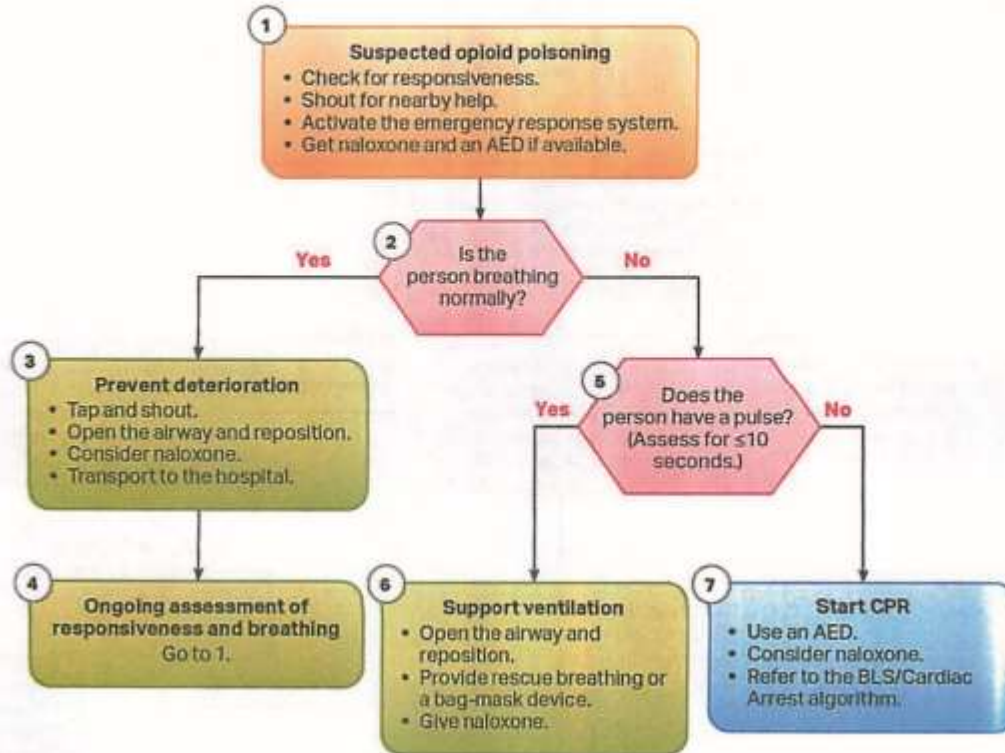 1
Suspected opioid poisoning
• Check for responsiveness.
• Shout for nearby help.
• Activate the emergency response system.
• Get naloxone and an AED if available.
2
Yes
Is the
person breathing
normally?
No
3
Prevent deterioration
• Tap and shout.
• Open the airway and reposition.
• Consider naloxone.
• Transport to the hospital.
5
Yes
Does the
person have a pulse?
(Assess for ≤10
seconds.)
No
4
Ongoing assessment of
responsiveness and breathing
Go to 1.
6
Support ventilation
• Open the airway and
reposition.
• Provide rescue breathing or
a bag-mask device.
• Give naloxone.
7
Start CPR
• Use an AED.
• Consider naloxone.
• Refer to the BLS/Cardiac
Arrest algorithm.